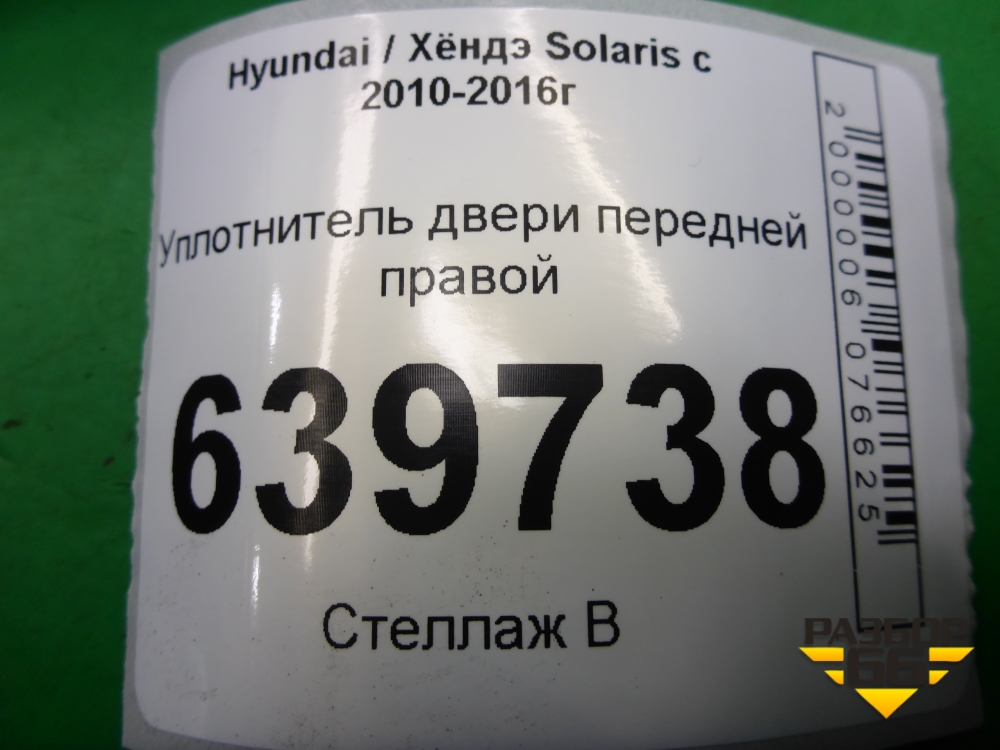 Hyundai / Хёндэ Solaris с
2010-2016г
Уплотнитель двери передней
правой
639738
Стеллаж В
2000006076625
РАЗБОР
66